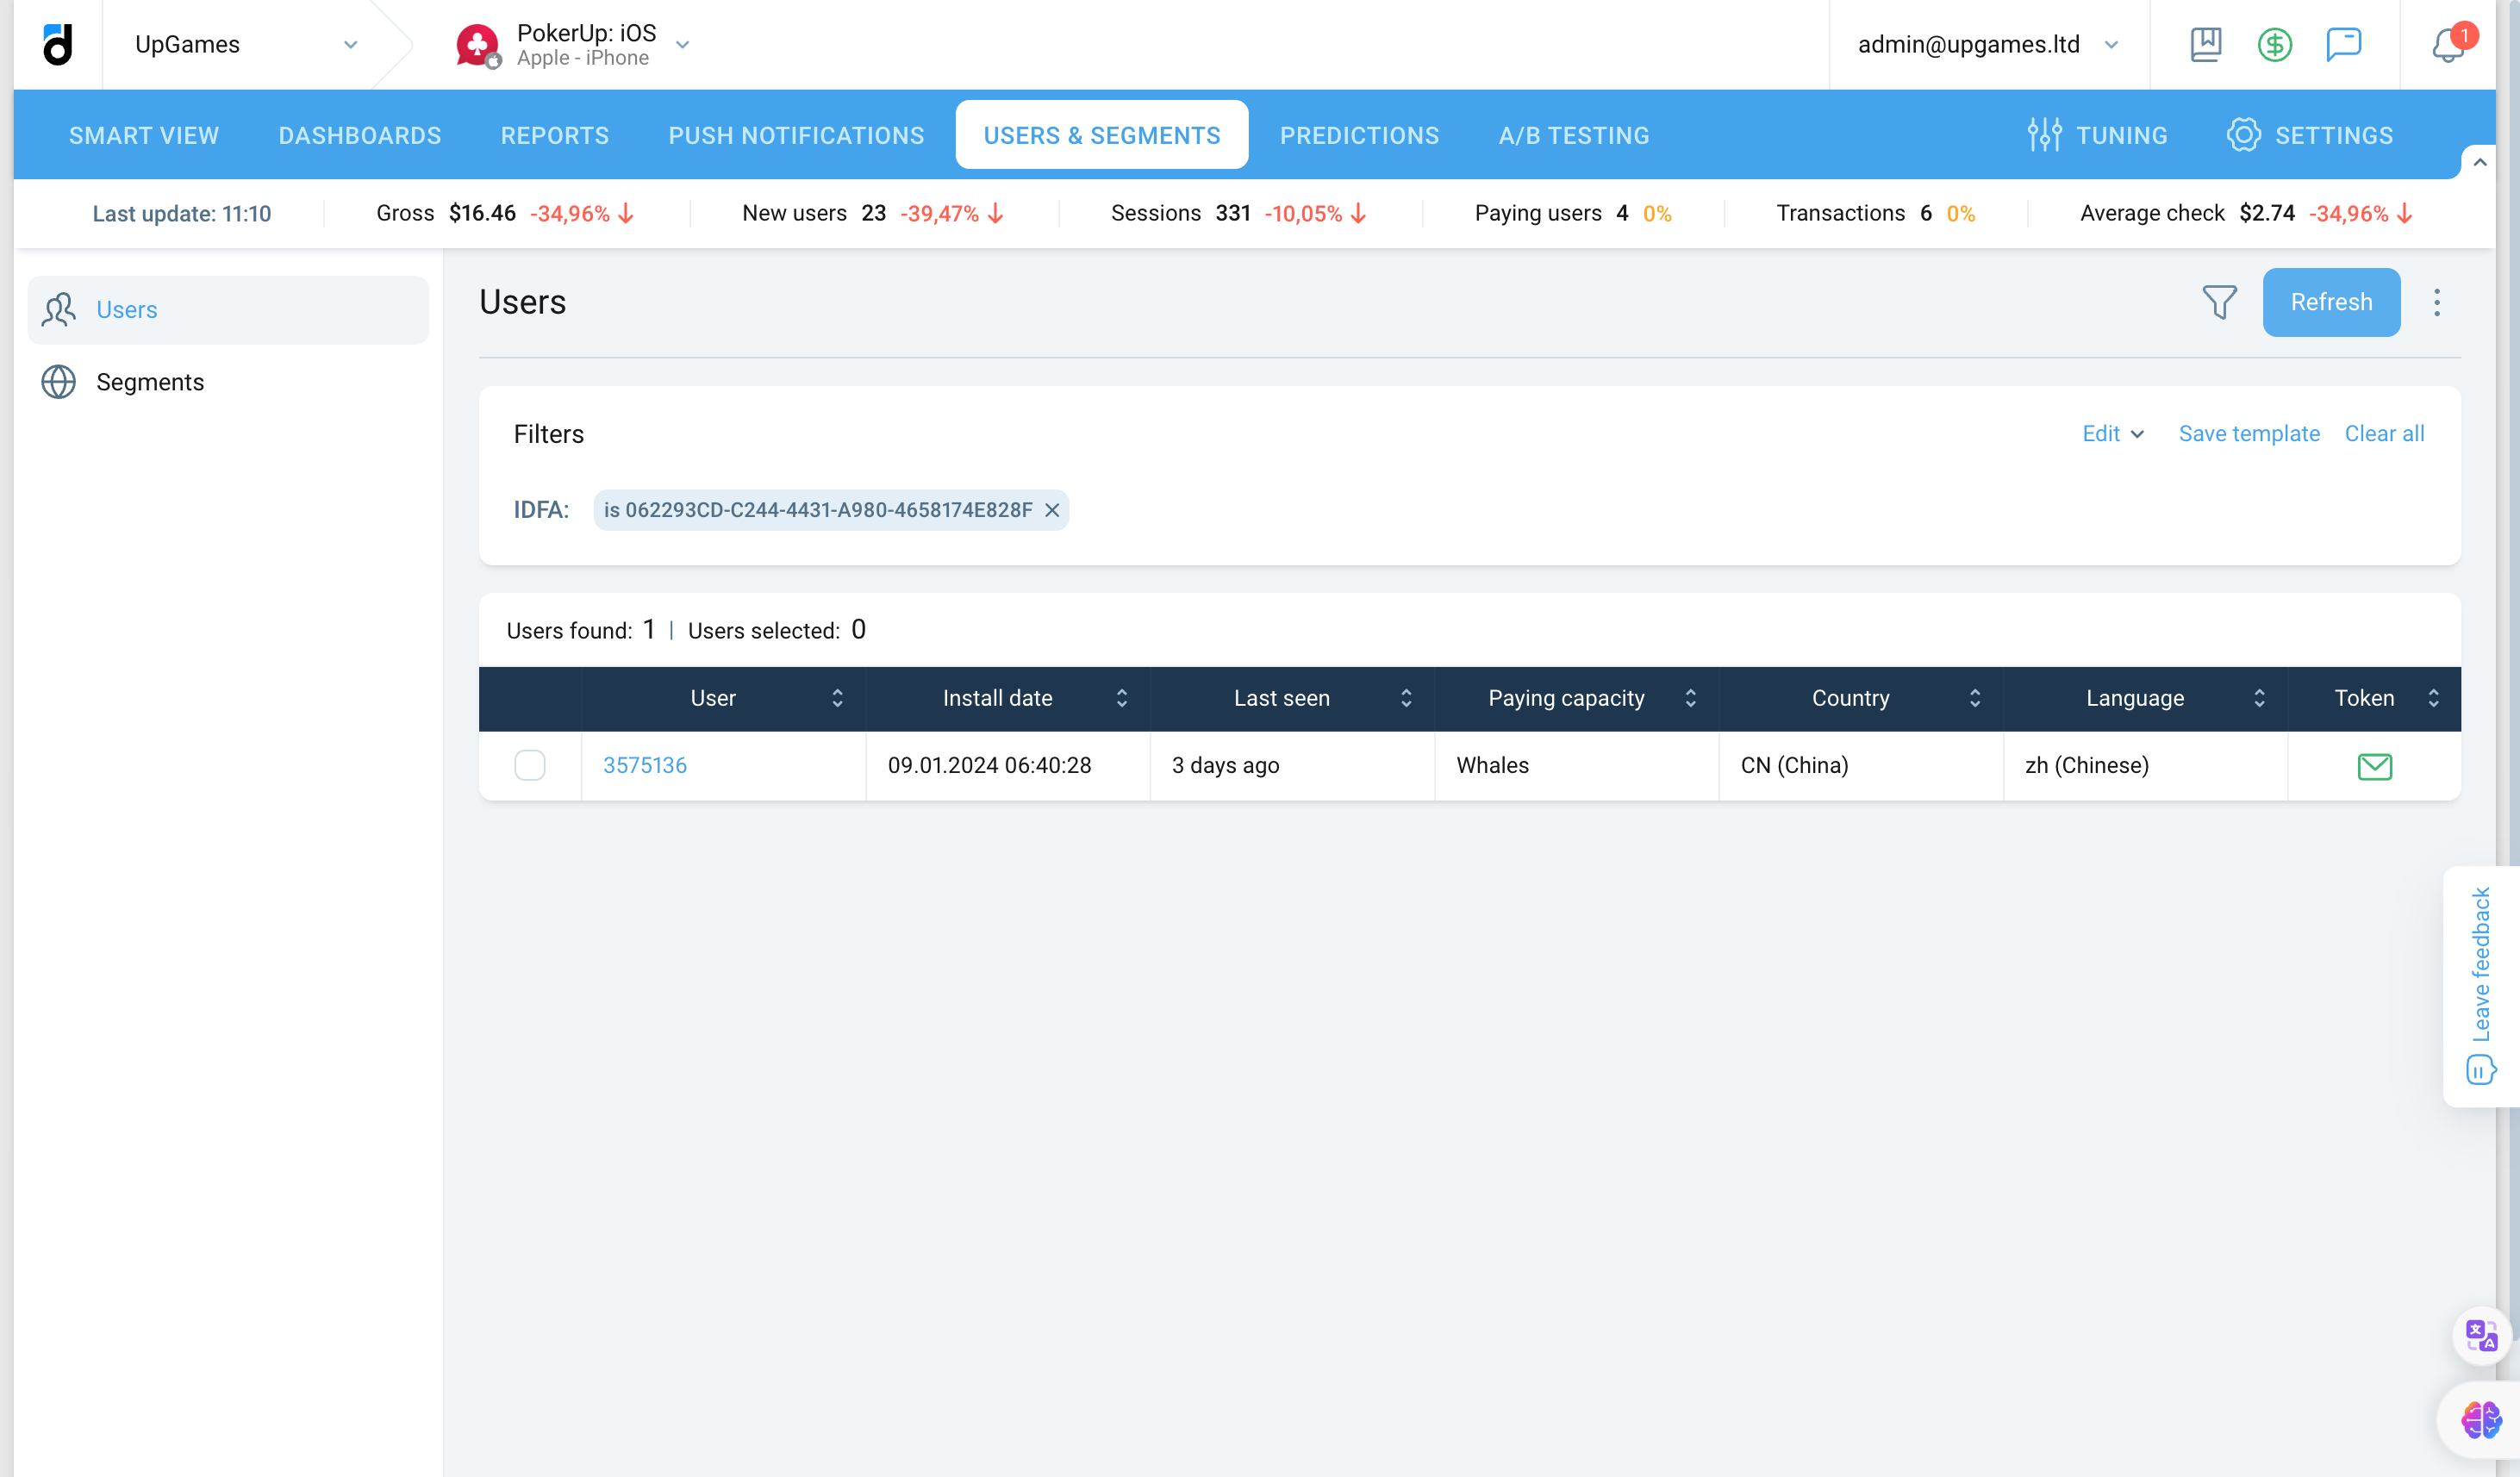 UpGames
PokerUp: iOS
Apple - iPhone
admin@upgames.ltd
1
SMART VIEW DASHBOARDS REPORTS PUSH NOTIFICATIONS USERS & SEGMENTS PREDICTIONS A/B TESTING TUNING SETTINGS
Last update: 11:10 Gross $16.46 -34,96% New users 23 -39,47% Sessions 331 -10,05% Paying users 4 0% Transactions 6 0% Average check $2.74 -34,96%
Users
Segments
Users
Refresh
Filters
Edit Save template Clear all
IDFA: is 062293CD-C244-4431-A980-4658174E828F
Users found: 1 | Users selected: 0
User Install date Last seen Paying capacity Country Language Token
3575136 09.01.2024 06:40:28 3 days ago Whales CN (China) zh (Chinese)
Leave feedback